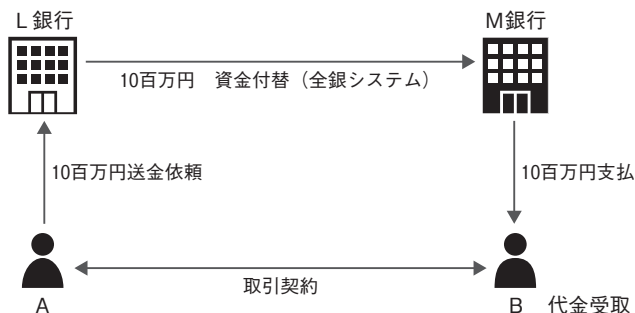 L銀行
M銀行
10百万円 資金付替（全銀システム）
10百万円送金依頼
10百万円支払
取引契約
A
B 代金受取